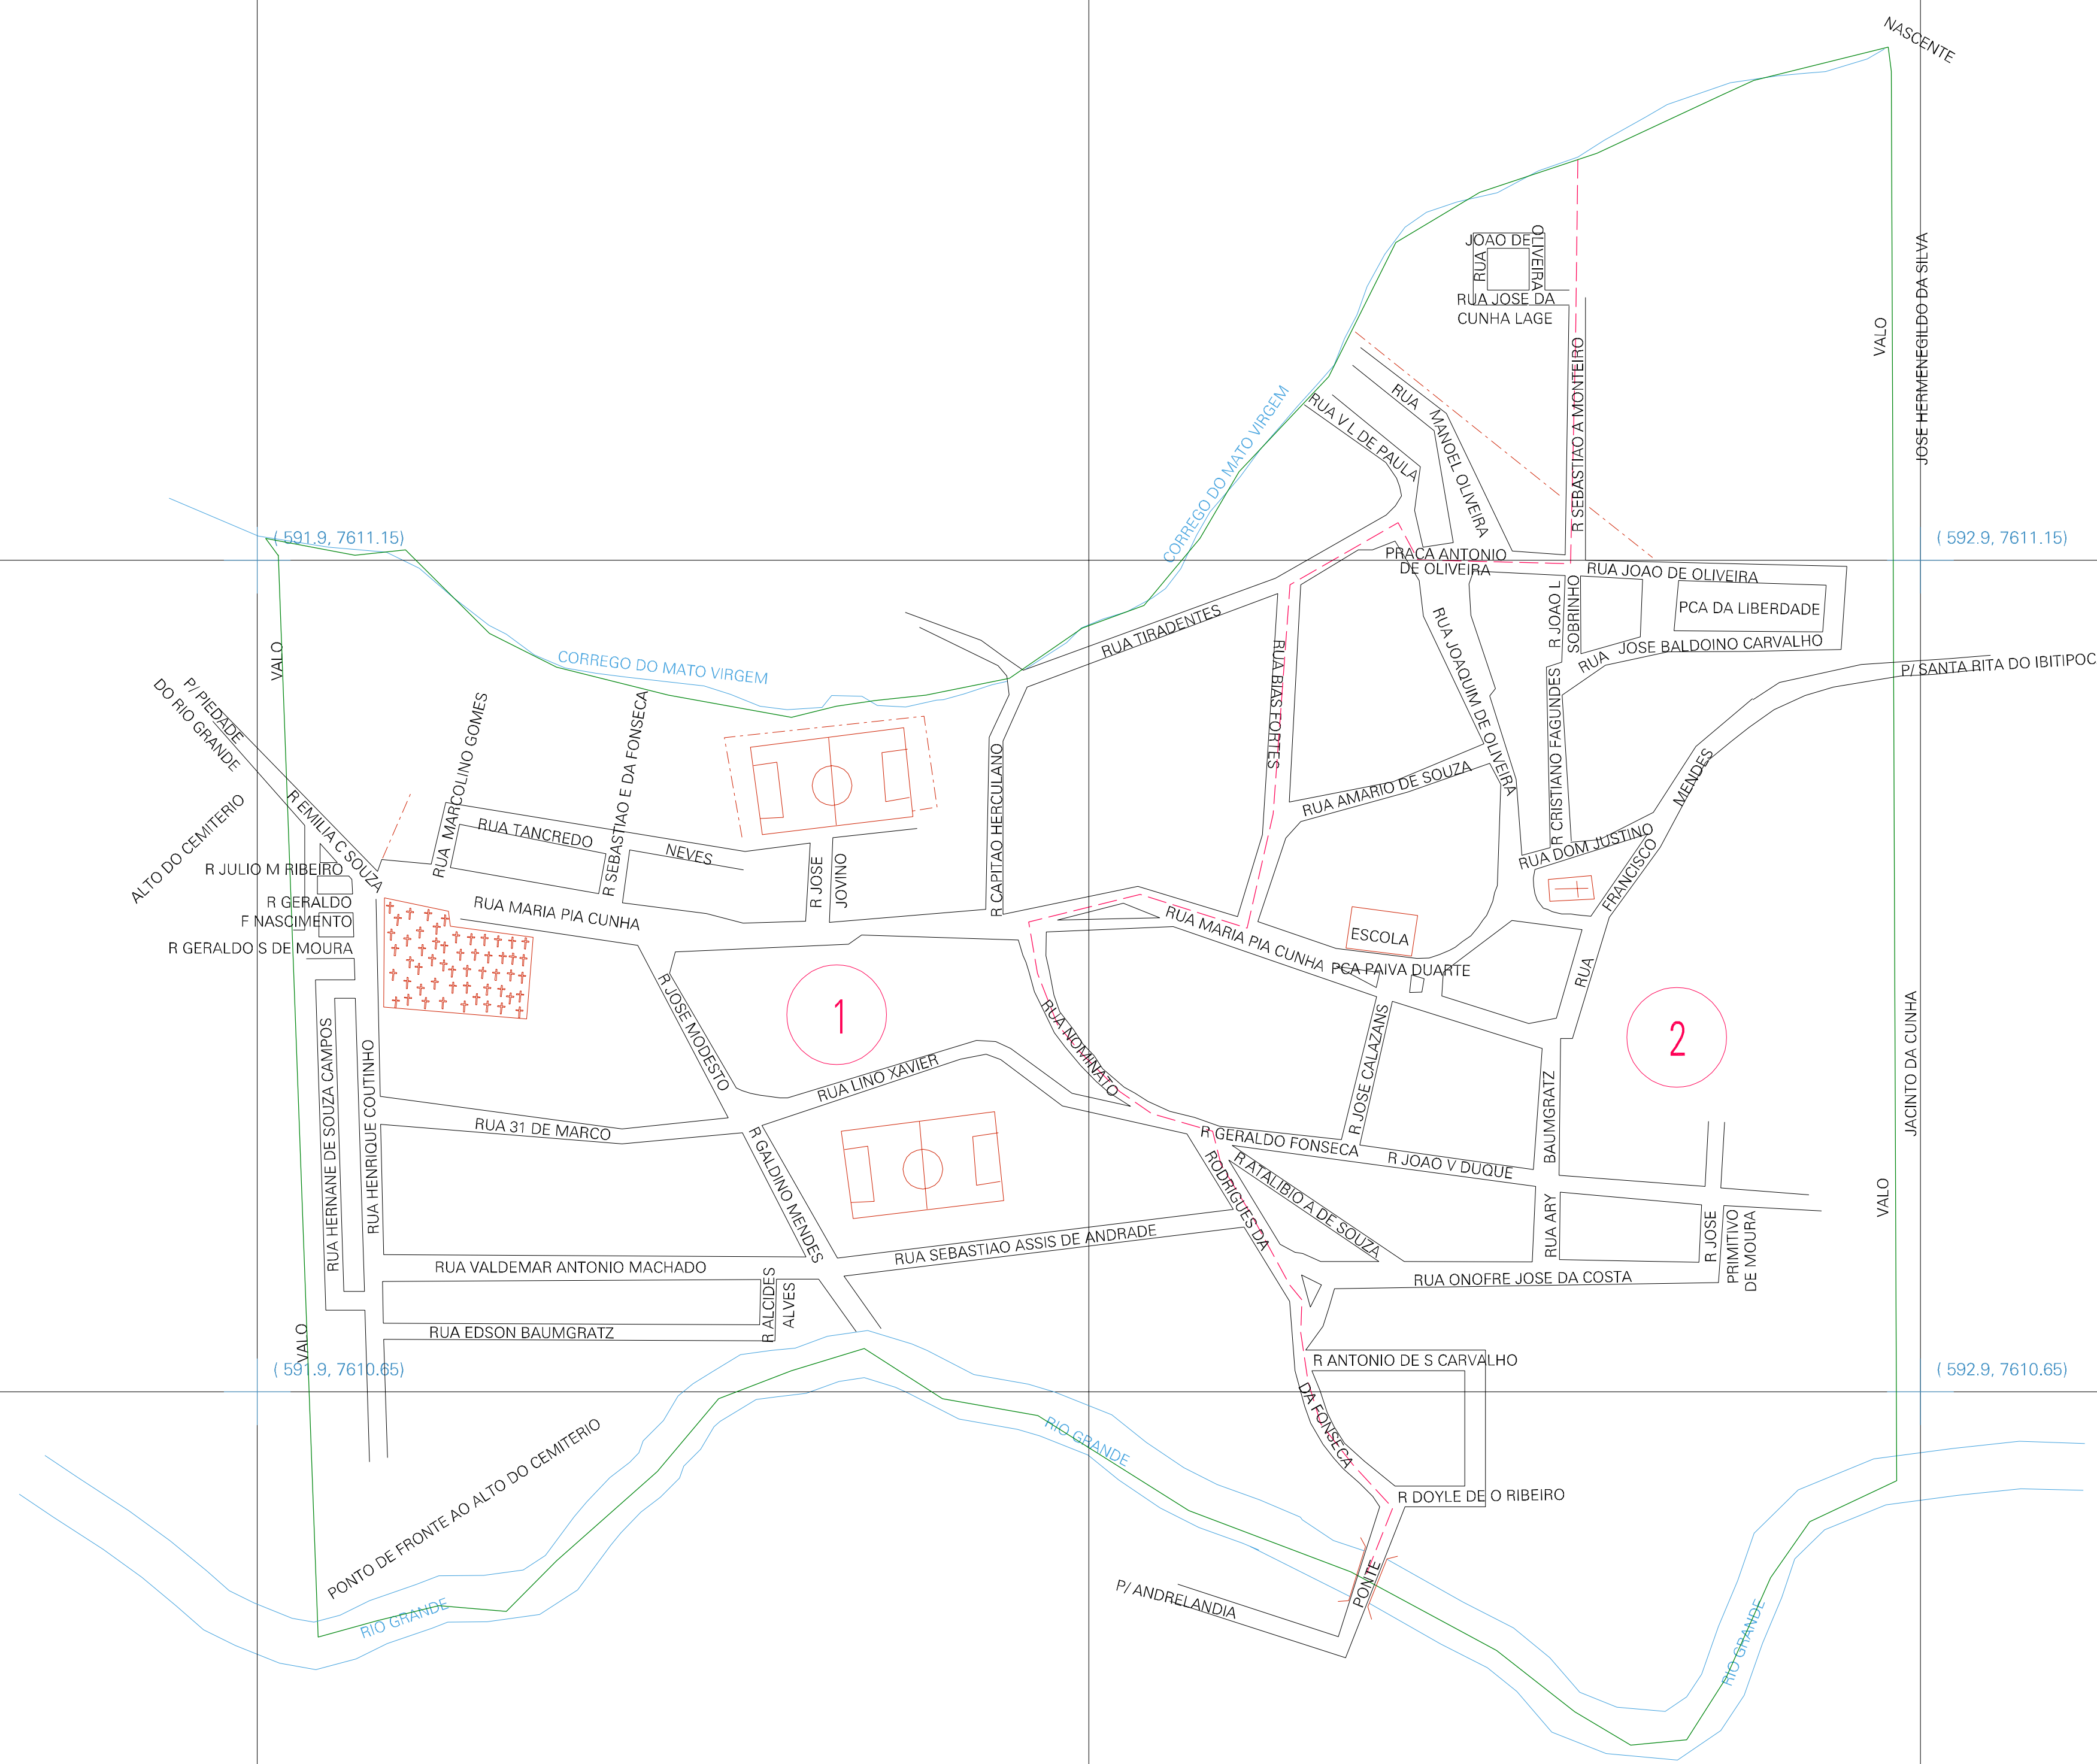 NASCENTE
JOAO DE
OLIVEIRA
RUA
RUA JOSE DA
CUNHA LAGE
JOSE HERMENEGILDO DA SILVA
VALO
R SEBASTIAO A MONTEIRO
RUA
MANOEL OLIVEIRA
RUA V L DE PAULA
CORREGO DO MATO VIRGEM
( 591.9, 7611.15)
( 592.9, 7611.15)
PRACA ANTONIO
DE OLIVEIRA
RUA JOAO DE OLIVEIRA
PCA DA LIBERDADE
R JOAO L
SOBRINHO
RUA
JOSE BALDOINO CARVALHO
P/ SANTA RITA DO IBITIPOC
RUA TIRADENTES
RUA BIAS FORTES
RUA JOAQUIM DE OLIVEIRA
R CRISTIANO FAGUNDES
VALO
CORREGO DO MATO VIRGEM
P/ PIEDADE
DO RIO GRANDE
RUA MARCOLINO GOMES
R SEBASTIAO E DA FONSECA
R CAPITAO HERCULANO
RUA AMARIO DE SOUZA
MENDES
FRANCISCO
RUA
RUA DOM JUSTINO
R EMILIA C SOUZA
ALTO DO CEMITERIO
RUA TANCREDO
NEVES
R JOSE
JOVINO
R JULIO M RIBEIRO
R GERALDO
F NASCIMENTO
R GERALDO S DE MOURA
RUA MARIA PIA CUNHA
RUA MARIA PIA CUNHA
ESCOLA
PCA PAIVA DUARTE
R JOSE MODESTO
1
2
RUA NOMINATO
R JOSE CALAZANS
RUA HERNANE DE SOUZA CAMPOS
RUA HENRIQUE COUTINHO
RUA LINO XAVIER
RUA 31 DE MARCO
R GALDINO MENDES
R GERALDO FONSECA
R JOAO V DUQUE
BAUMGRATZ
RUA ARY
JACINTO DA CUNHA
VALO
R ATALIBIO A DE SOUZA
RODRIGUES DA
R JOSE
PRIMITIVO
DE MOURA
RUA SEBASTIAO ASSIS DE ANDRADE
RUA VALDEMAR ANTONIO MACHADO
RUA ONOFRE JOSE DA COSTA
R ALCIDES
ALVES
RUA EDSON BAUMGRATZ
VALO
( 591.9, 7610.65)
( 592.9, 7610.65)
R ANTONIO DE S CARVALHO
DA FONSECA
RIO GRANDE
PONTO DE FRONTE AO ALTO DO CEMITERIO
R DOYLE DE O RIBEIRO
PONTE
P/ ANDRELANDIA
RIO GRANDE
RIO GRANDE